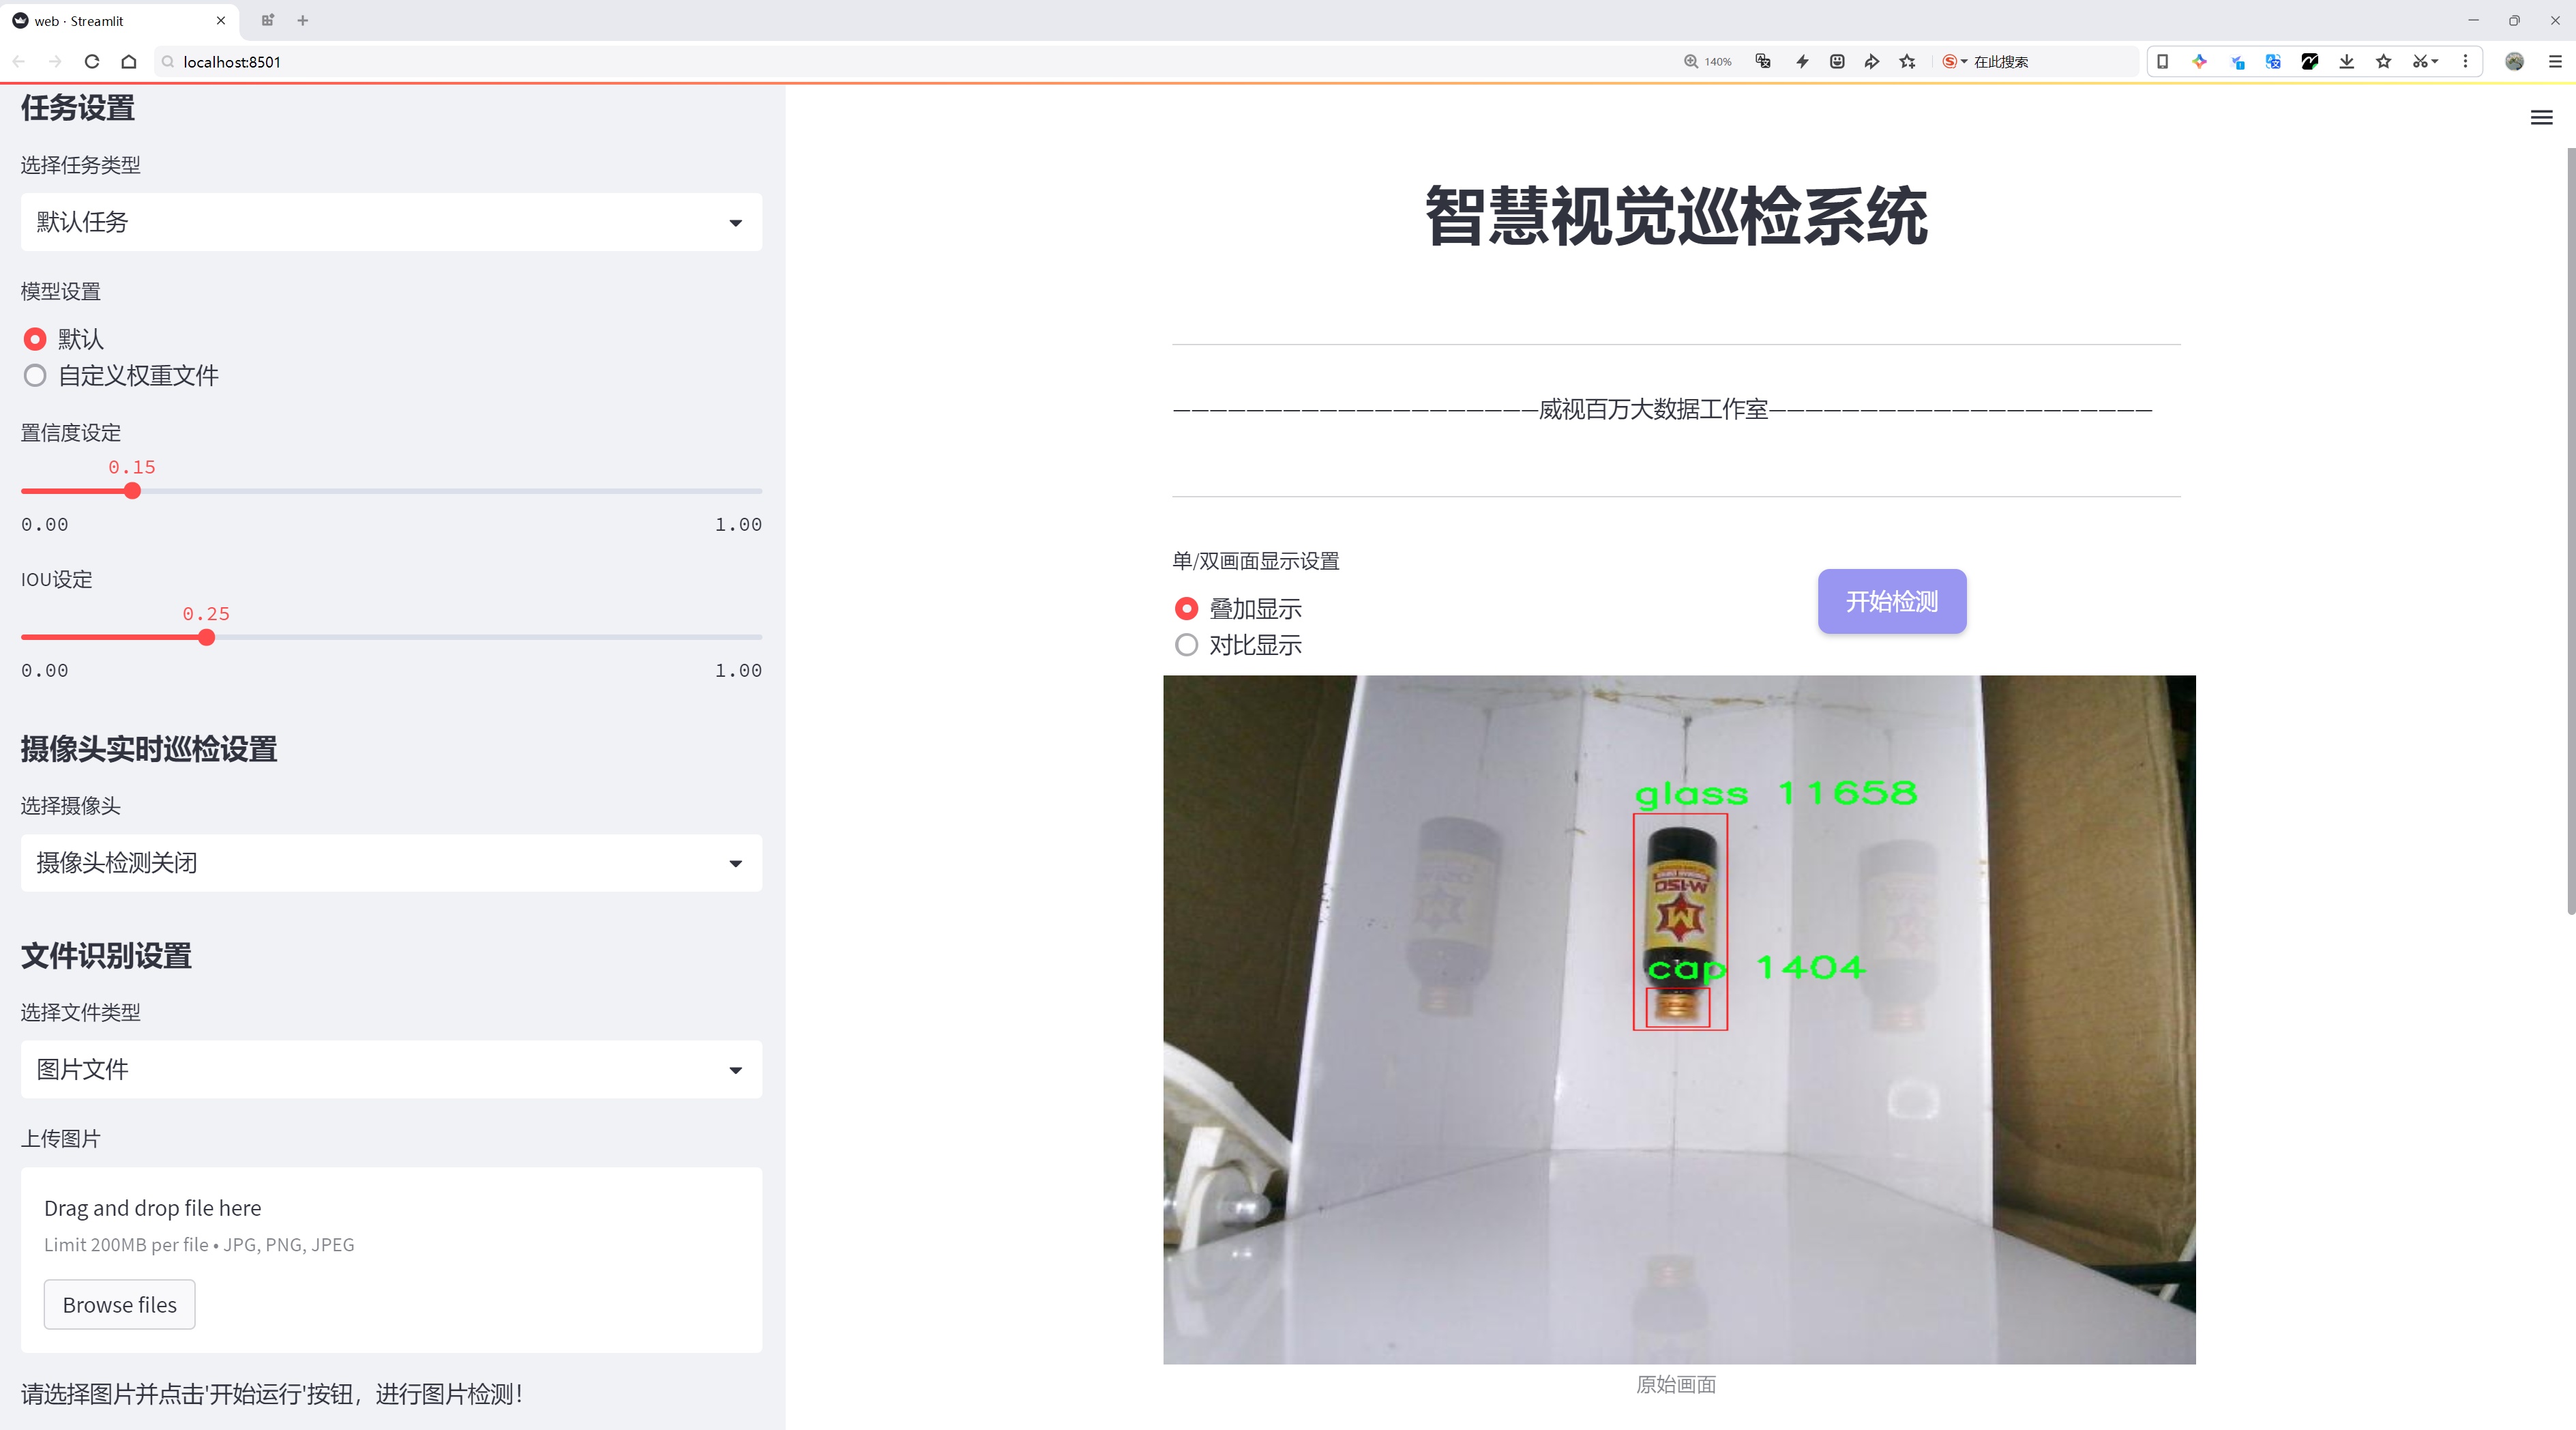 web · Streamlit
localhost:8501
140%
在此搜索
任务设置
选择任务类型
默认任务
模型设置
默认
自定义权重文件
置信度设定
0.15
0.00 1.00
IOU设定
0.25
0.00 1.00
摄像头实时巡检设置
选择摄像头
摄像头检测关闭
文件识别设置
选择文件类型
图片文件
上传图片
Drag and drop file here
Limit 200MB per file • JPG, PNG, JPEG
Browse files
请选择图片并点击'开始运行'按钮，进行图片检测！
智慧视觉巡检系统
————————————————————威视百万大数据工作室—————————————————————
单/双画面显示设置
叠加显示
对比显示
开始检测
glass 11658
M-150
M
cap 1404
原始画面